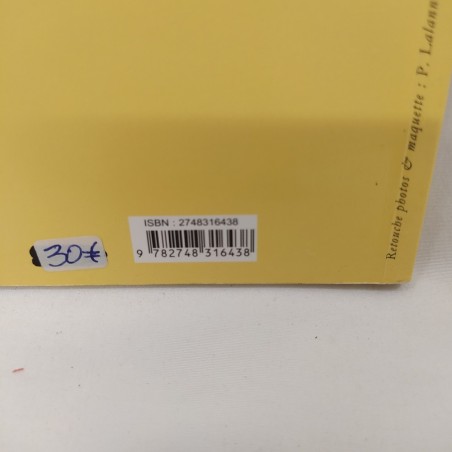 ISBN : 2748316438
9 782748 316438
30€
Retouche photos & maquette : P. Lalann